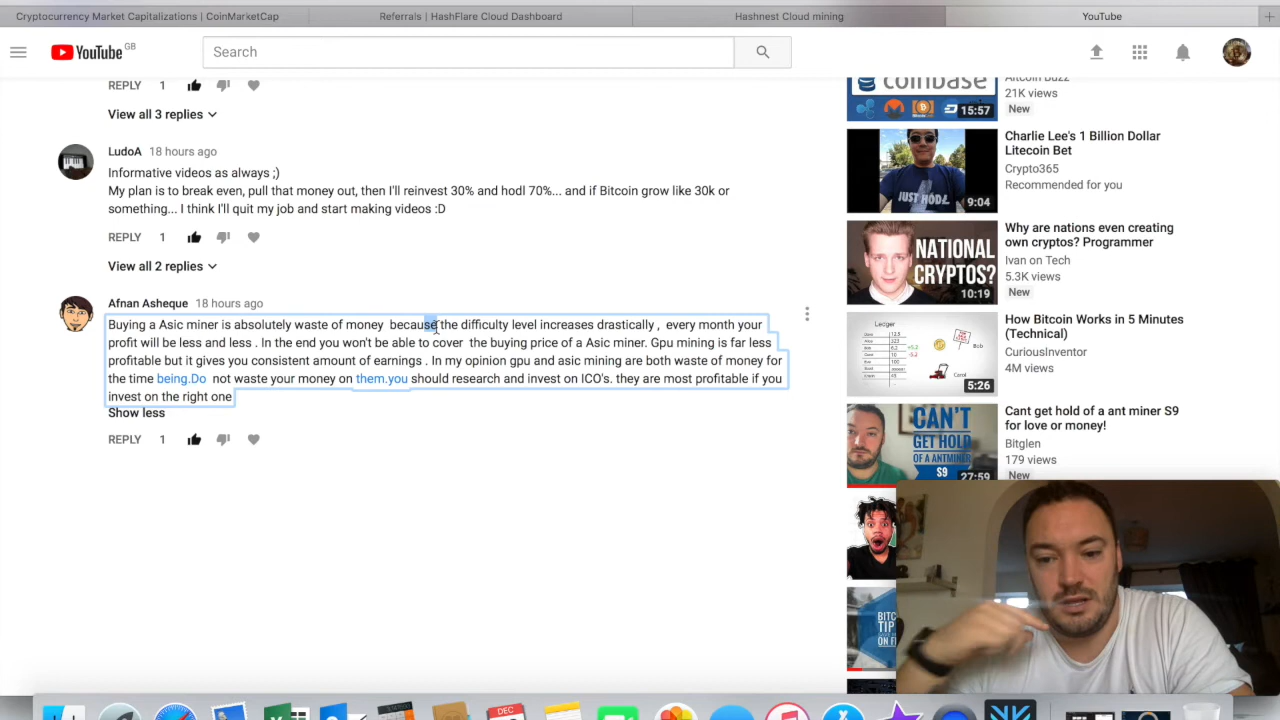 Cryptocurrency Market Capitalizations | CoinMarketCap
Referrals | HashFlare Cloud Dashboard
Hashnest Cloud mining
YouTube
YouTube GB
Search
REPLY 1
View all 3 replies
LudoA 18 hours ago
Informative videos as always ;)
My plan is to break even, pull that money out, then I'll reinvest 30% and hodl 70%... and if Bitcoin grow like 30k or
something... I think I'll quit my job and start making videos :D
REPLY 1
View all 2 replies
Afnan Asheque 18 hours ago
Buying a Asic miner is absolutely waste of money because the difficulty level increases drastically , every month your
profit will be less and less . In the end you won't be able to cover the buying price of a Asic miner. Gpu mining is far less
profitable but it gives you consistent amount of earnings. In my opinion gpu and asic mining are both waste of money for
the time being.Do not waste your money on them.you should research and invest on ICO's. they are most profitable if you
invest on the right one
Show less
REPLY 1
coinbase
15:57
Altcoin Buzz
21K views
New
JUST HODL
9:04
Charlie Lee's 1 Billion Dollar
Litecoin Bet
Crypto365
Recommended for you
NATIONAL
CRYPTOS?
10:19
Why are nations even creating
own cryptos? Programmer
Ivan on Tech
5.3K views
New
Ledger
Bob
5:26
How Bitcoin Works in 5 Minutes
(Technical)
CuriousInventor
4M views
CAN'T
GET HOLD
OF A ANTMINER
S9
27:59
Cant get hold of a ant miner S9
for love or money!
Bitglen
179 views
New
BITC
TIP
ON F
DEC